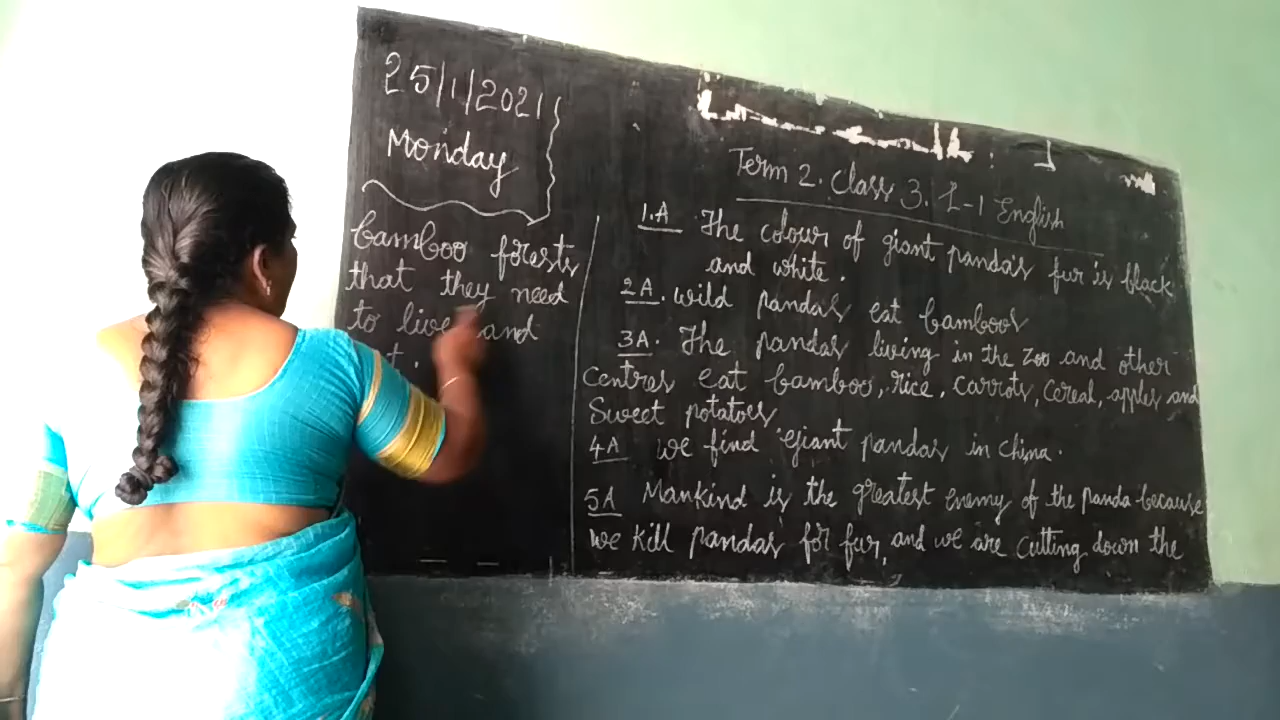 25/1/2021
Monday
Term 2. Class 3. L-1 English
1.A The colour of giant panda's fur is black
and white.
2A. wild pandas eat bamboos
3A. The pandas living in the Zoo and other
centres eat bamboo, rice, carrots, cereal, apples and
Sweet potatoes
4A we find Giant pandas in China.
5A Mankind is the greatest enemy of the panda because
we kill pandas for fur, and we are cutting down the
bamboo forests
that they need
to live and